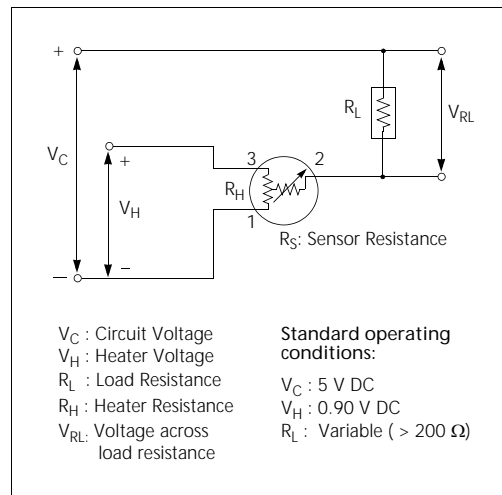 +
R_L
V_RL
V_C
+
3
2
V_H
R_H
1
R_S: Sensor Resistance
–
—
V_C : Circuit Voltage
V_H : Heater Voltage
R_L : Load Resistance
R_H : Heater Resistance
V_RL: Voltage across
load resistance
Standard operating
conditions:
V_C : 5 V DC
V_H : 0.90 V DC
R_L : Variable ( > 200 Ω)